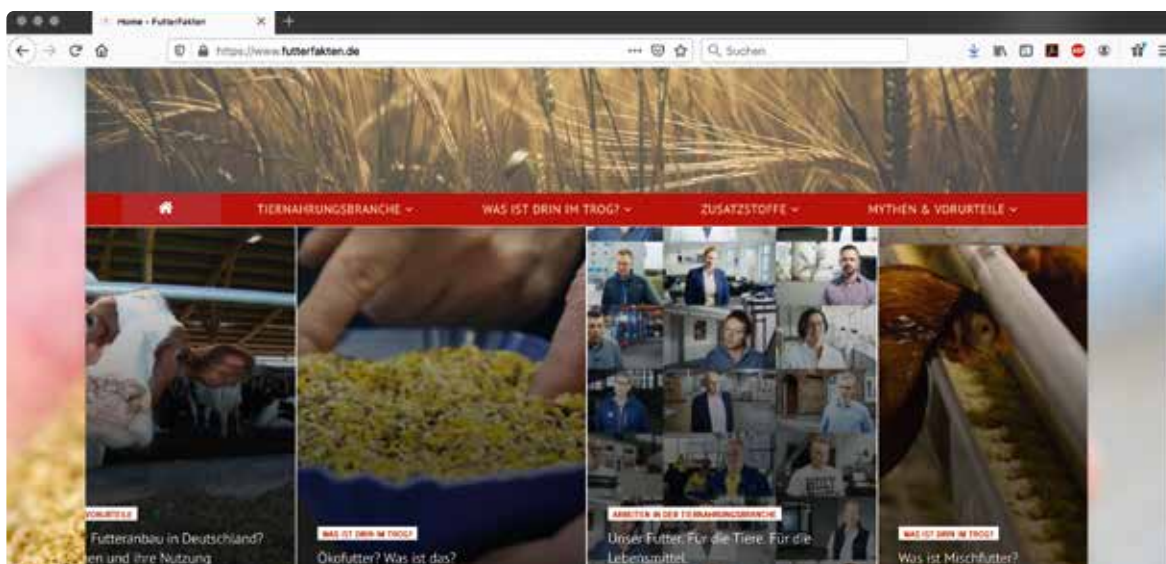 Home - FutterFakten
https://www.futterfakten.de
Suchen
TIERNAHRUNGSBRANCHE
WAS IST DRIN IM TROG?
ZUSATZSTOFFE
MYTHEN & VORURTEILE
VORURTEILE
Futteranbau in Deutschland?
en und ihre Nutzung
WAS IST DRIN IM TROG?
Ökofutter? Was ist das?
ARBEITEN IN DER TIERNAHRUNGSBRANCHE
Unser Futter. Für die Tiere. Für die
Lebensmittel.
WAS IST DRIN IM TROG?
Was ist Mischfutter?